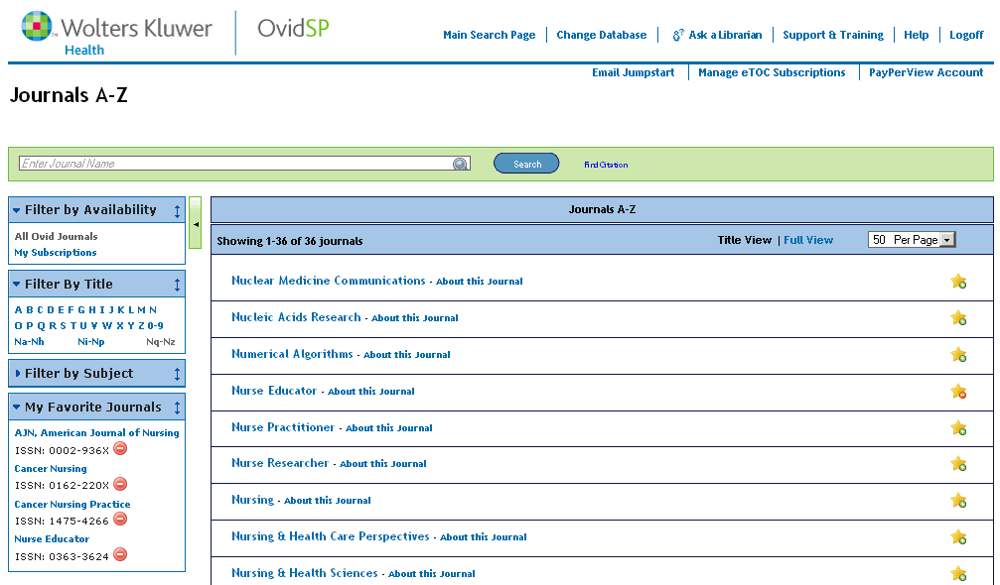 Wolters Kluwer
Health
OvidSP
Main Search Page
Change Database
Ask a Librarian
Support & Training
Help
Logoff
Email Jumpstart
Manage eTOC Subscriptions
PayPerView Account
Journals A-Z
Enter Journal Name
Search
Find Citation
Filter by Availability
All Ovid Journals
My Subscriptions
Filter By Title
A B C D E F G H I J K L M N
O P Q R S T U V W X Y Z 0-9
Na-Nh Ni-Np Nq-Nz
Filter by Subject
My Favorite Journals
AJN, American Journal of Nursing
ISSN: 0002-936X
Cancer Nursing
ISSN: 0162-220X
Cancer Nursing Practice
ISSN: 1475-4266
Nurse Educator
ISSN: 0363-3624
Journals A-Z
Showing 1-36 of 36 journals
Title View | Full View
50 Per Page
Nuclear Medicine Communications - About this Journal
Nucleic Acids Research - About this Journal
Numerical Algorithms - About this Journal
Nurse Educator - About this Journal
Nurse Practitioner - About this Journal
Nurse Researcher - About this Journal
Nursing - About this Journal
Nursing & Health Care Perspectives - About this Journal
Nursing & Health Sciences - About this Journal